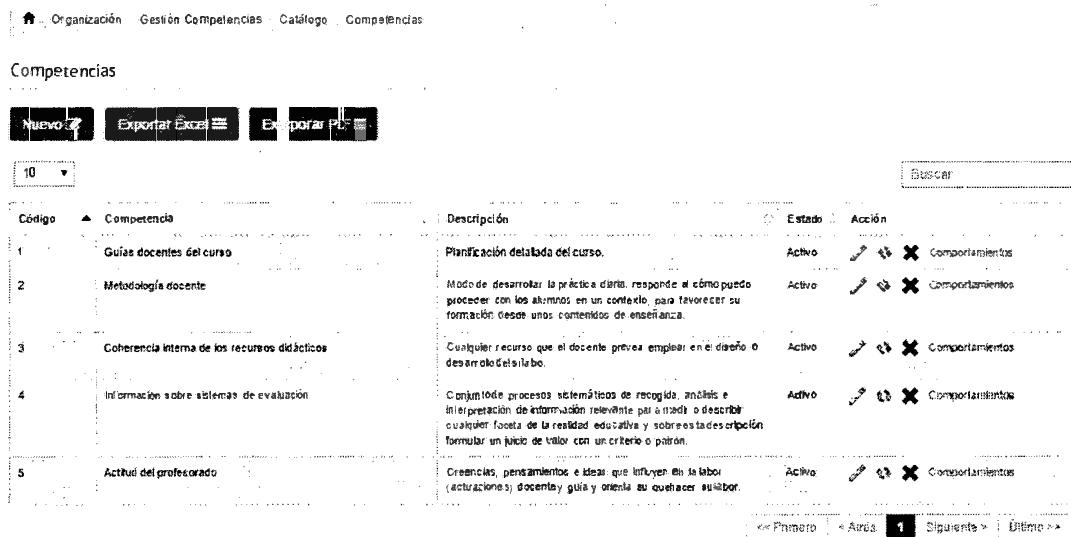 Organización Gestión Competencias Catálogo Competencias
Competencias
Nuevo Exportar Excel
10 Buscar
Código Competencia Descripción Estado Acción
1 Guías docentes del curso Planificación detallada del curso. Activo Comportamientos
2 Metodología docente Modo de desarrollar la práctica diaria, responde al cómo puedo Activo Comportamientos
proceder con los alumnos en un contexto, para favorecer su
formación desde unos contenidos de enseñanza.
3 Coherencia interna de los recursos didácticos Cualquier recurso que el docente prevea emplear en el diseño o Activo Comportamientos
desarrollo del sílabo.
4 Información sobre sistemas de evaluación Conjunto de procesos sistemáticos de recogida, análisis e Activo Comportamientos
interpretación de información relevante para medir o describir
cualquier faceta de la realidad educativa y sobre esta descripción
formular un juicio de valor con un criterio o patrón.
5 Actitud del profesorado Creencias, pensamientos e ideas que influyen en la labor Activo Comportamientos
(actuaciones) docente y guía y orienta su quehacer su labor.
<< Primero < Atrás 1 Siguiente > Último >>